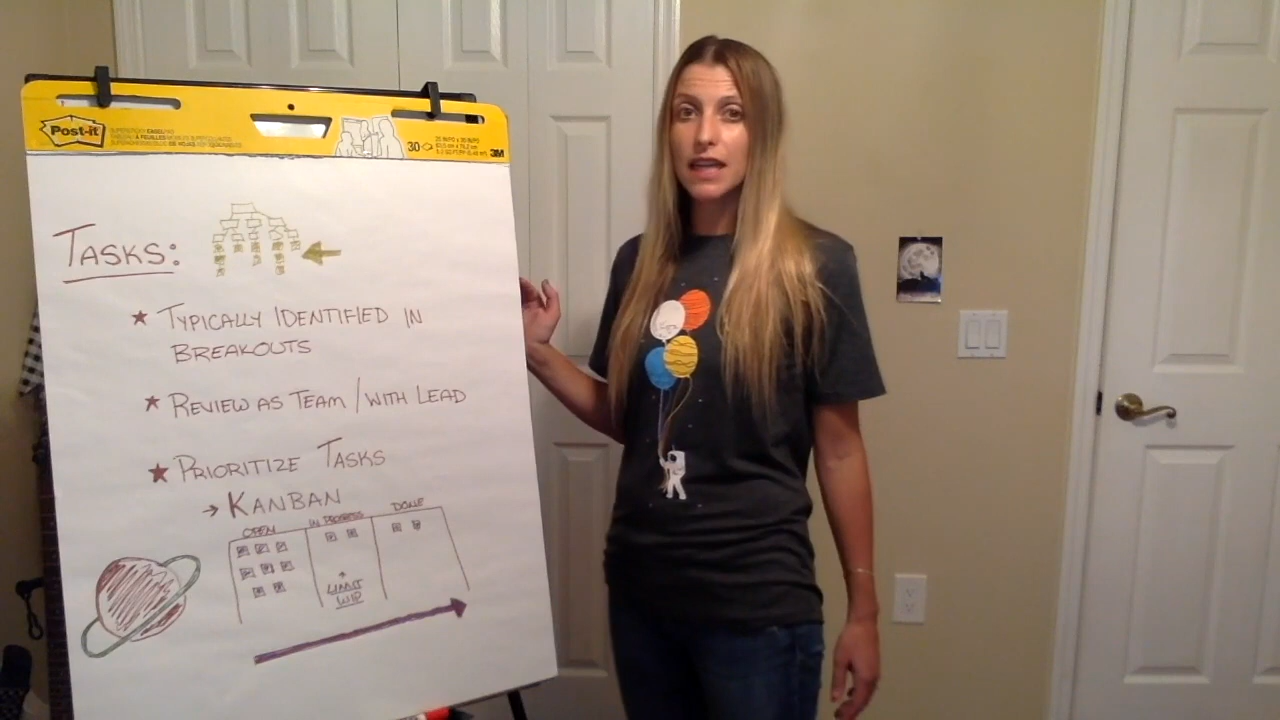 Post-it
30
3M
TASKS:
★ TYPICALLY IDENTIFIED IN
BREAKOUTS
★ REVIEW AS TEAM / WITH LEAD
★ PRIORITIZE TASKS
→ KANBAN
OPEN IN PROGRESS DONE
LIMIT
WIP